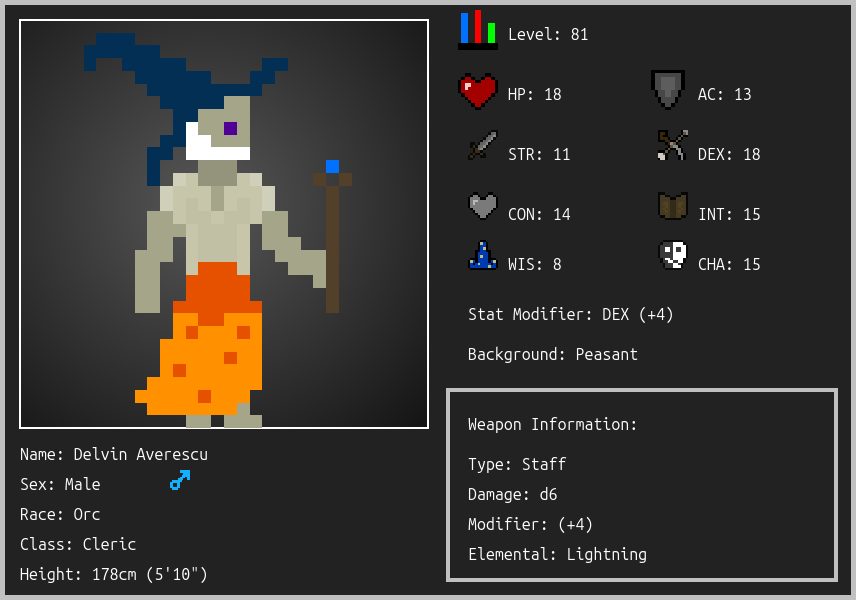 Level: 81
HP: 18
AC: 13
STR: 11
DEX: 18
CON: 14
INT: 15
WIS: 8
CHA: 15
Stat Modifier: DEX (+4)
Background: Peasant
Weapon Information:
Type: Staff
Damage: d6
Modifier: (+4)
Elemental: Lightning
Name: Delvin Averescu
Sex: Male
Race: Orc
Class: Cleric
Height: 178cm (5'10")